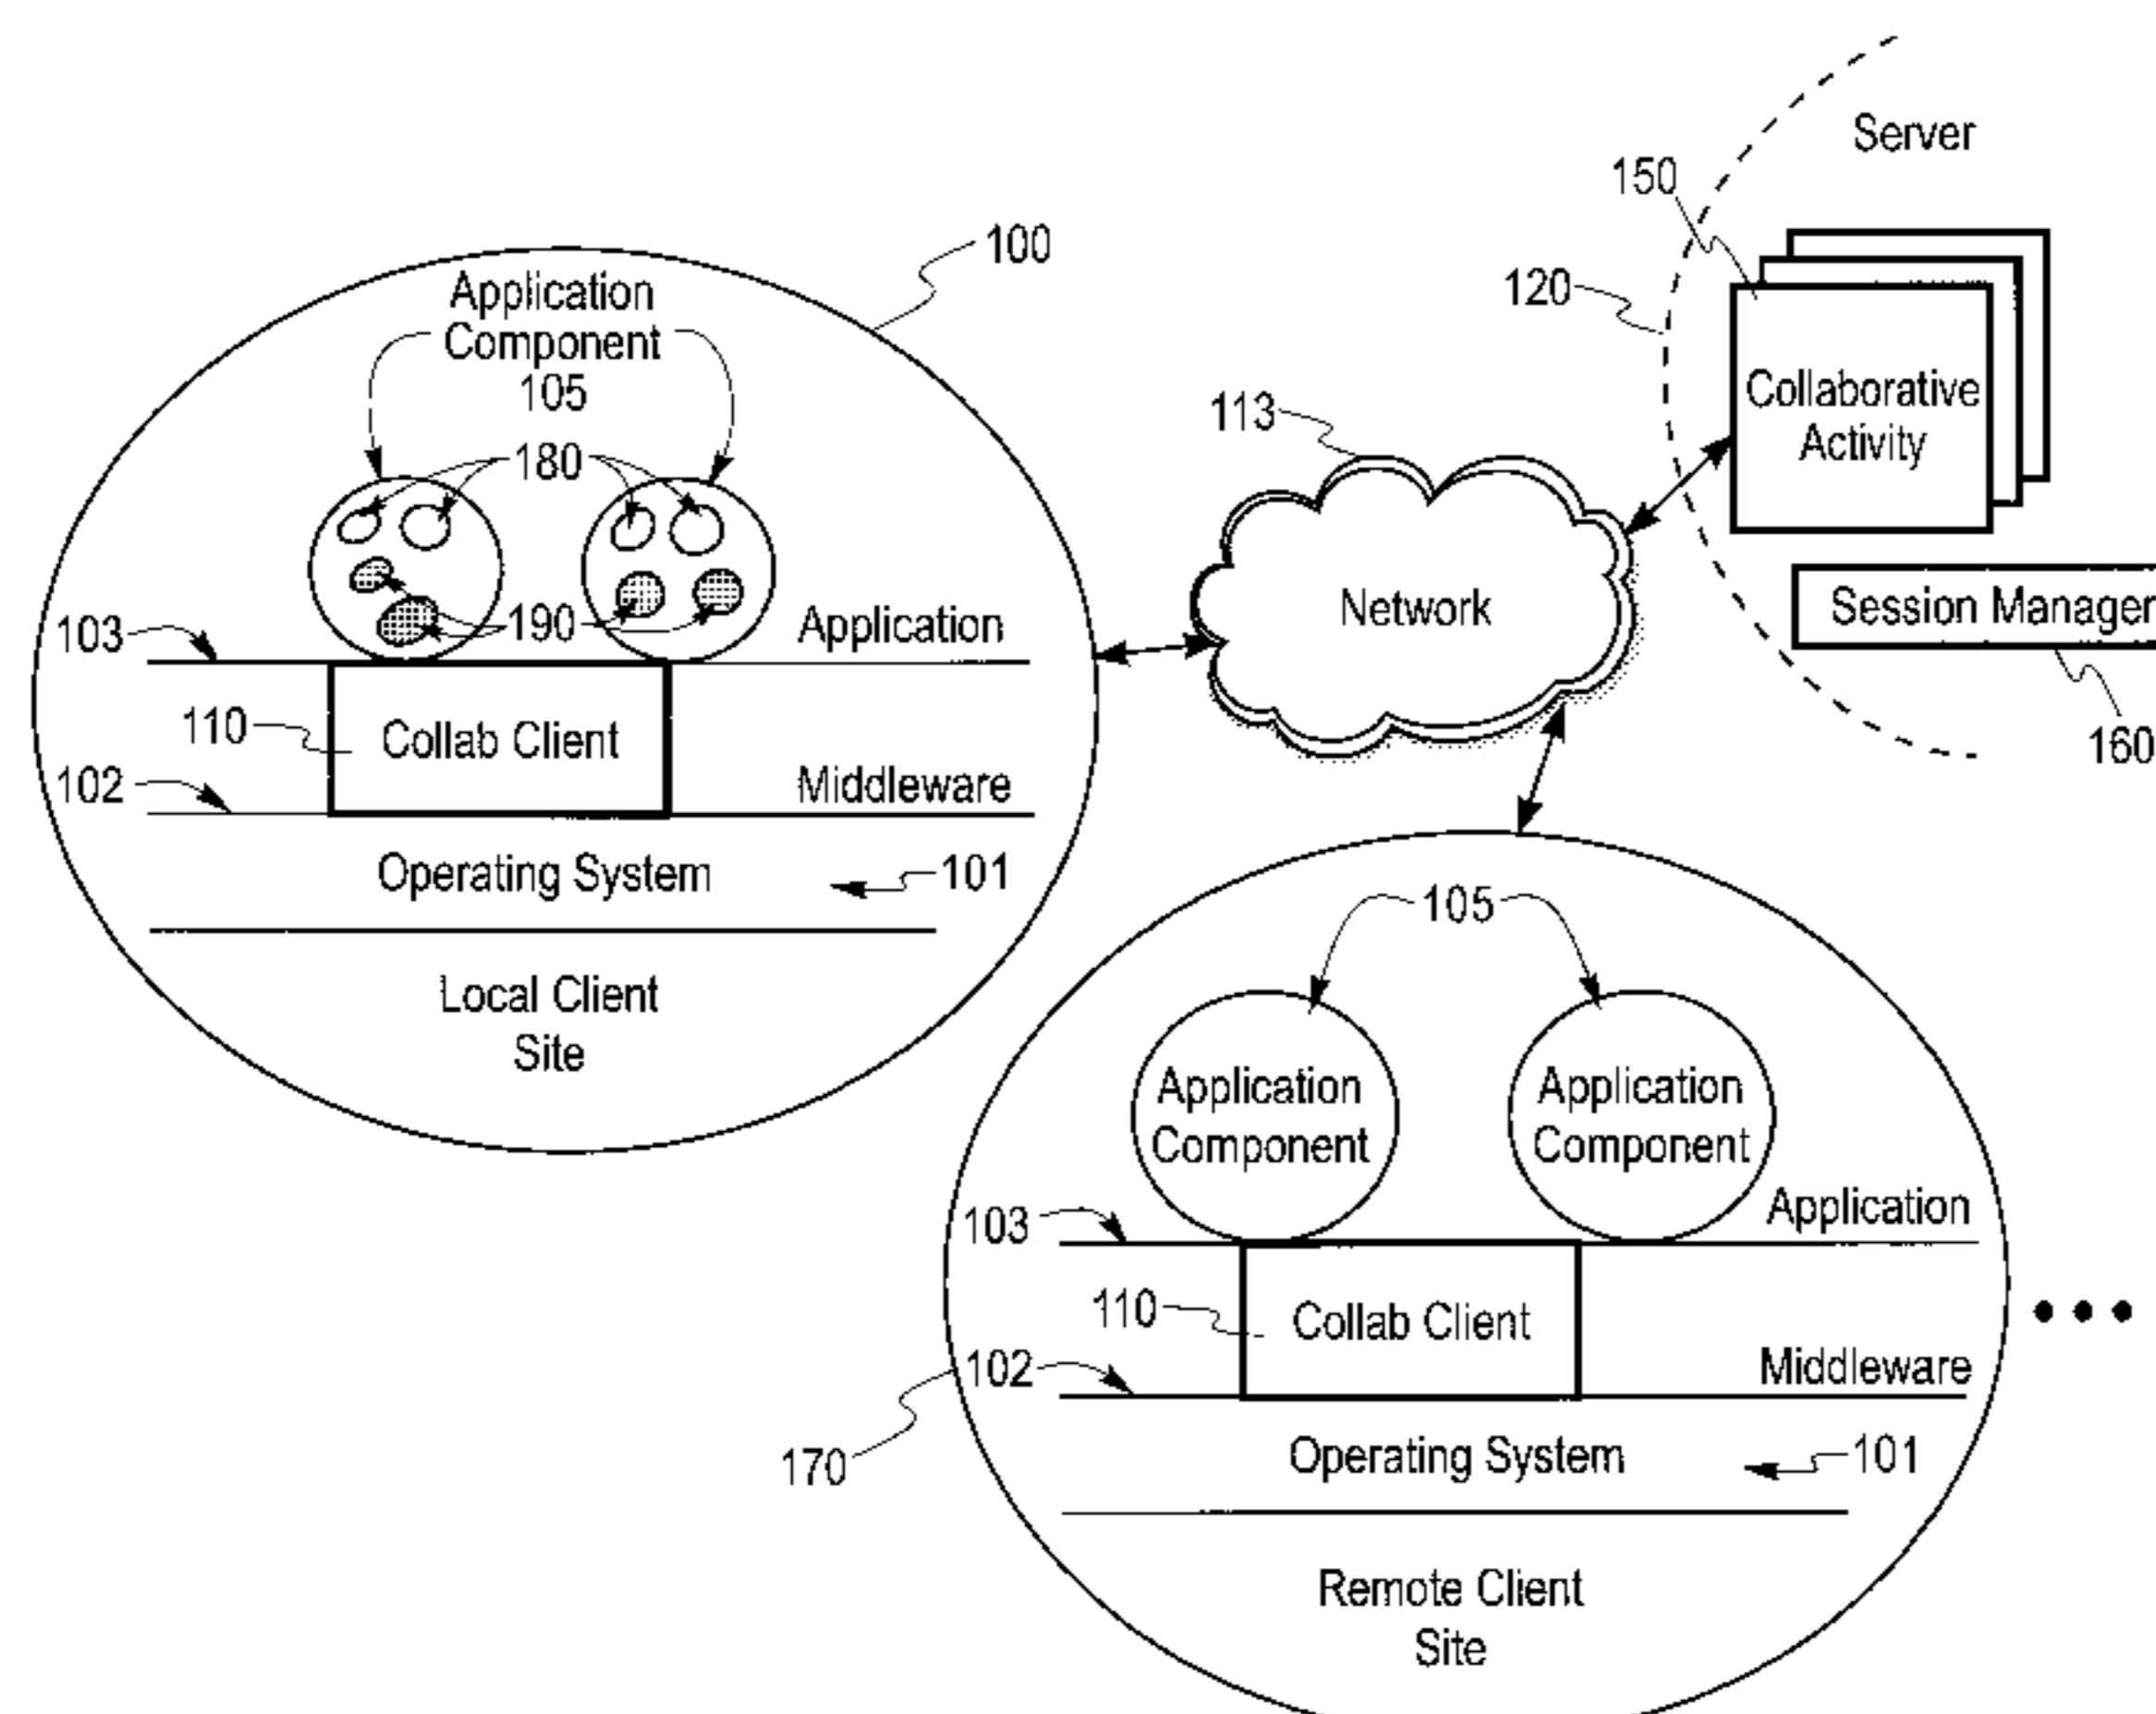 Server
150
100
120
Application
Component
105
Collaborative
Activity
113
180
Network
Session Manager
190
103
Application
110
Collab Client
160
102
Middleware
Operating System
101
105
Local Client
Site
Application
Component
Application
Component
103
Application
110
Collab Client
102
Middleware
170
Operating System
101
Remote Client
Site